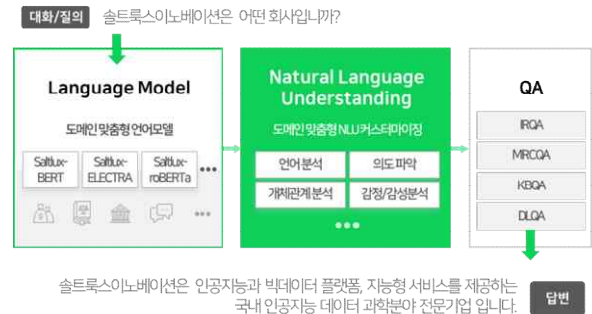 대화/질의
솔트룩스이노베이션은 어떤 회사입니까?
Language Model
도메인 맞춤형 언어모델
Saltlux-
BERT
Saltlux-
ELECTRA
Saltlux-
roBERTa
•••
•••
Natural Language
Understanding
도메인 맞춤형 NLU 커스터마이징
언어 분석
의도 파악
개체관계 분석
감정/감성분석
•••
QA
IRQA
MRCQA
KBQA
DLQA
솔트룩스이노베이션은 인공지능과 빅데이터 플랫폼, 지능형 서비스를 제공하는
국내 인공지능 데이터 과학분야 전문기업 입니다.
답변